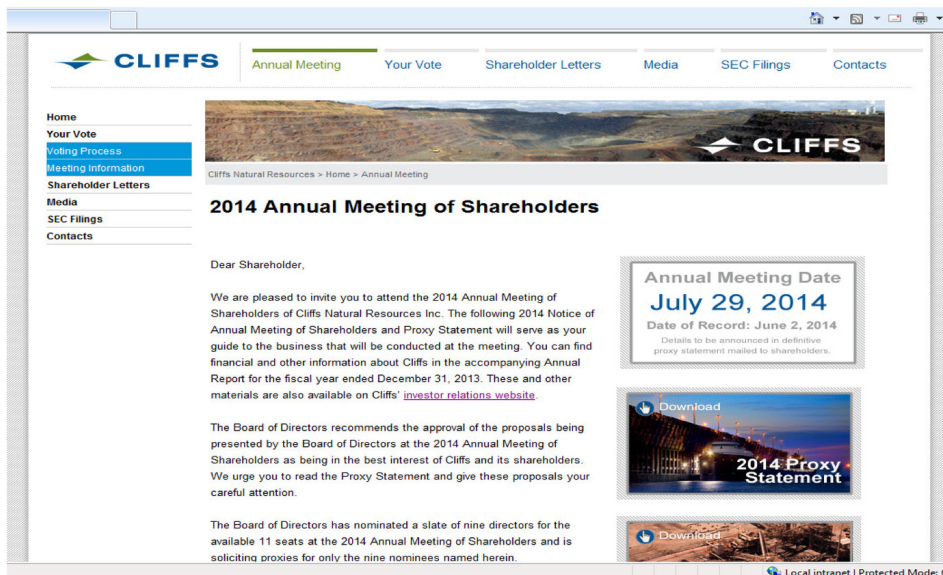 CLIFFS
Annual Meeting
Your Vote
Shareholder Letters
Media
SEC Filings
Contacts
Home
Your Vote
Voting Process
Meeting Information
Shareholder Letters
Media
SEC Filings
Contacts
CLIFFS
Cliffs Natural Resources > Home > Annual Meeting
2014 Annual Meeting of Shareholders
Dear Shareholder,
We are pleased to invite you to attend the 2014 Annual Meeting of
Shareholders of Cliffs Natural Resources Inc. The following 2014 Notice of
Annual Meeting of Shareholders and Proxy Statement will serve as your
guide to the business that will be conducted at the meeting. You can find
financial and other information about Cliffs in the accompanying Annual
Report for the fiscal year ended December 31, 2013. These and other
materials are also available on Cliffs' investor relations website.
The Board of Directors recommends the approval of the proposals being
presented by the Board of Directors at the 2014 Annual Meeting of
Shareholders as being in the best interest of Cliffs and its shareholders.
We urge you to read the Proxy Statement and give these proposals your
careful attention.
The Board of Directors has nominated a slate of nine directors for the
available 11 seats at the 2014 Annual Meeting of Shareholders and is
soliciting proxies for only the nine nominees named herein.
Annual Meeting Date
July 29, 2014
Date of Record: June 2, 2014
Details to be announced in definitive
proxy statement mailed to shareholders.
Download
2014 Proxy
Statement
Download
Local intranet | Protected Mode: